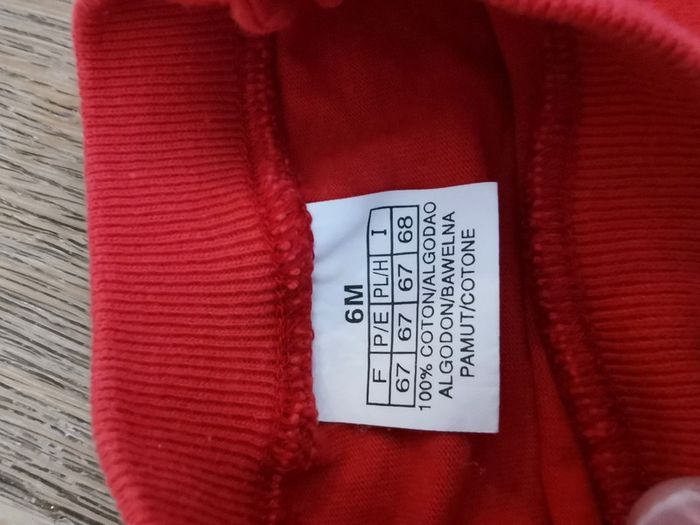 6M
F P/E PL/H I
67 67 67 68
100% COTON/ALGODAO
ALGODON/BAWELNA
PAMUT/COTONE